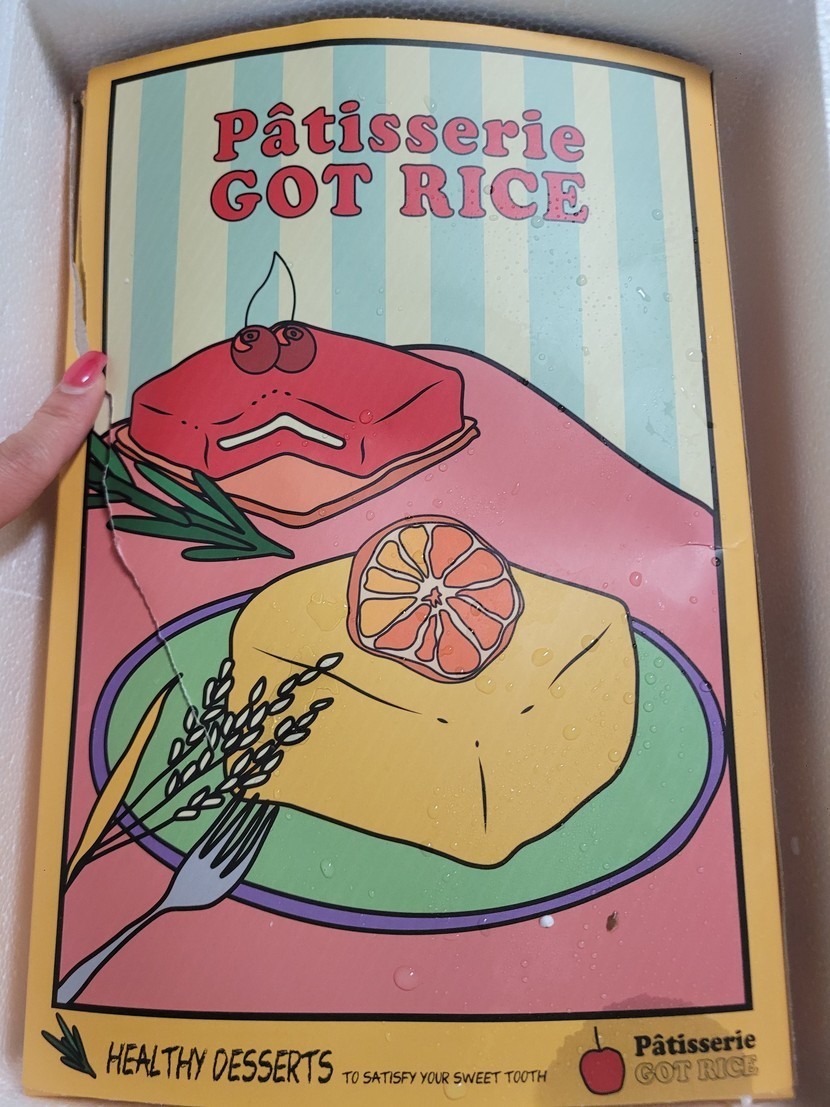 Pâtisserie
GOT RICE
HEALTHY DESSERTS TO SATISFY YOUR SWEET TOOTH
Pâtisserie
GOT RICE